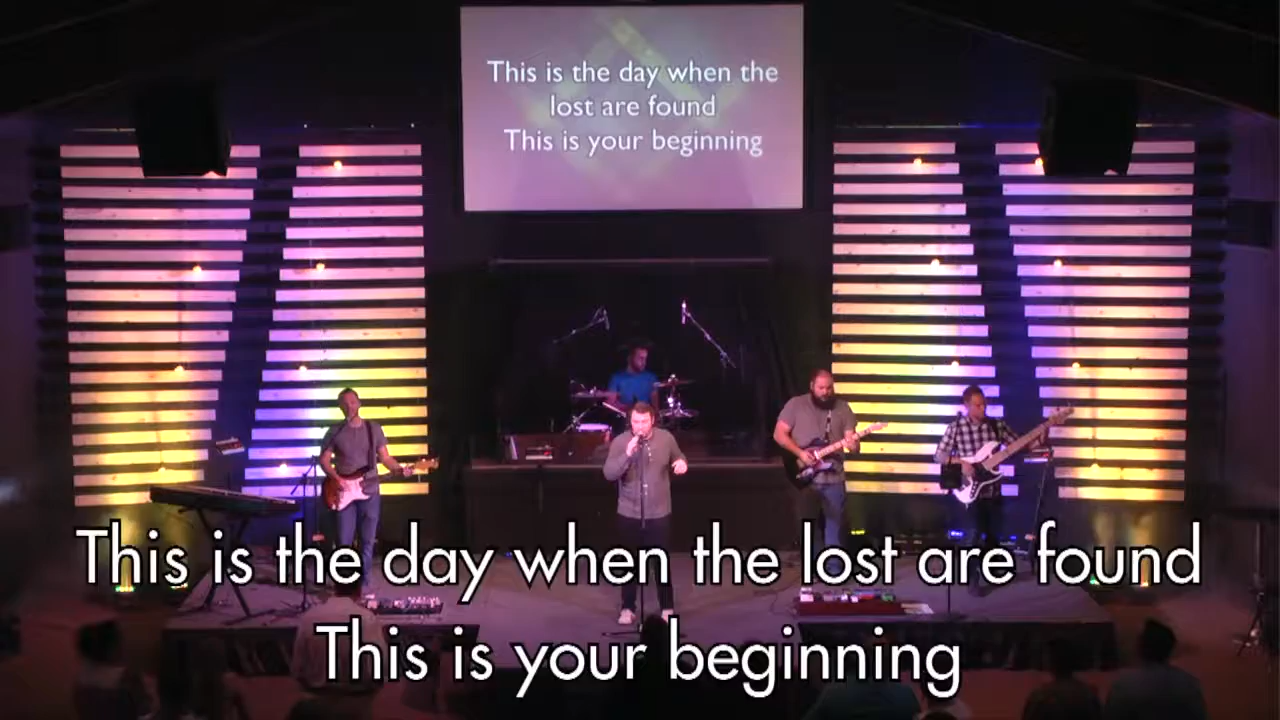 This is the day when the
lost are found
This is your beginning
This is the day when the lost are found
This is your beginning